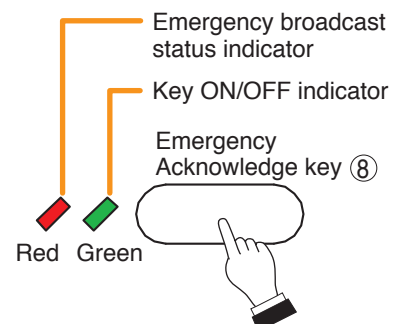 Emergency broadcast
status indicator
Key ON/OFF indicator
Emergency
Acknowledge key ⑧
Red Green